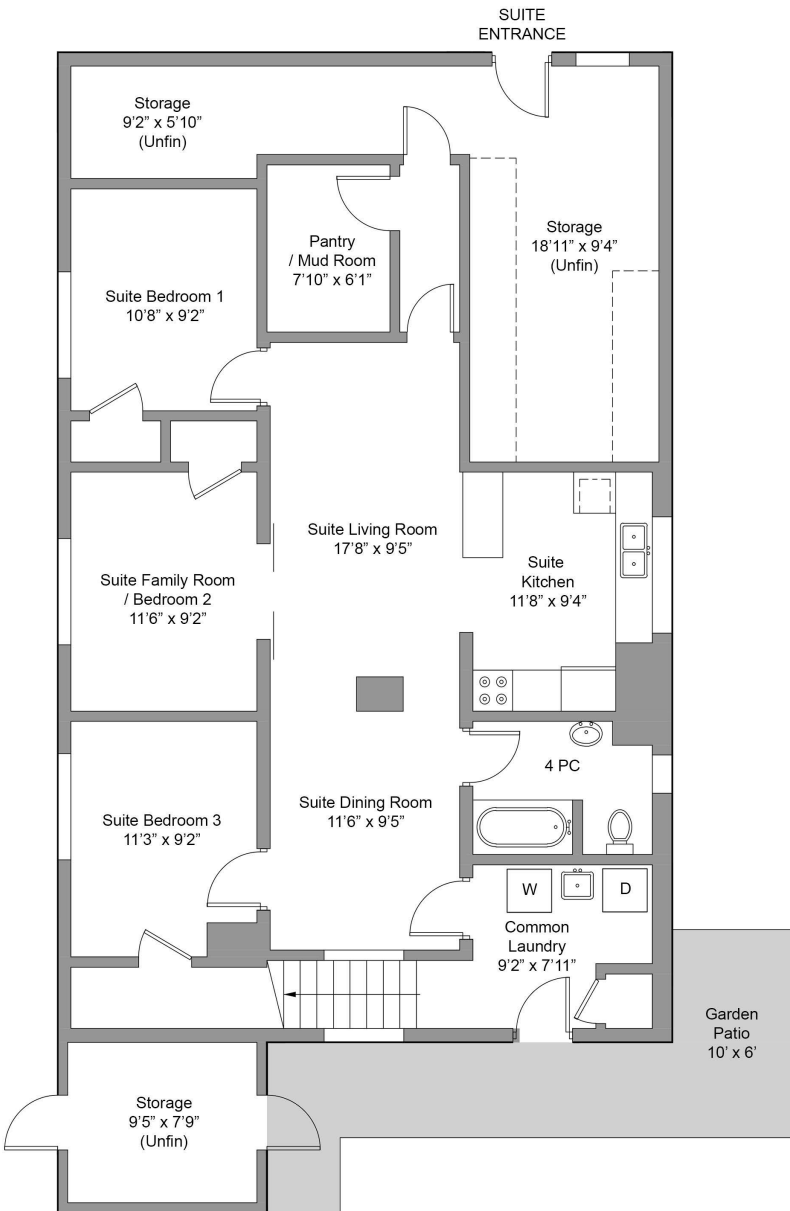 SUITE
ENTRANCE
Storage
9’2” x 5’10”
(Unfin)
Storage
18’11” x 9’4”
(Unfin)
Pantry
/ Mud Room
7’10” x 6’1”
Suite Bedroom 1
10’8” x 9’2”
Suite Living Room
17’8” x 9’5”
Suite
Kitchen
11’8” x 9’4”
Suite Family Room
/ Bedroom 2
11’6” x 9’2”
4 PC
Suite Dining Room
11’6” x 9’5”
Suite Bedroom 3
11’3” x 9’2”
W
D
Common
Laundry
9’2” x 7’11”
Garden
Patio
10’ x 6’
Storage
9’5” x 7’9”
(Unfin)